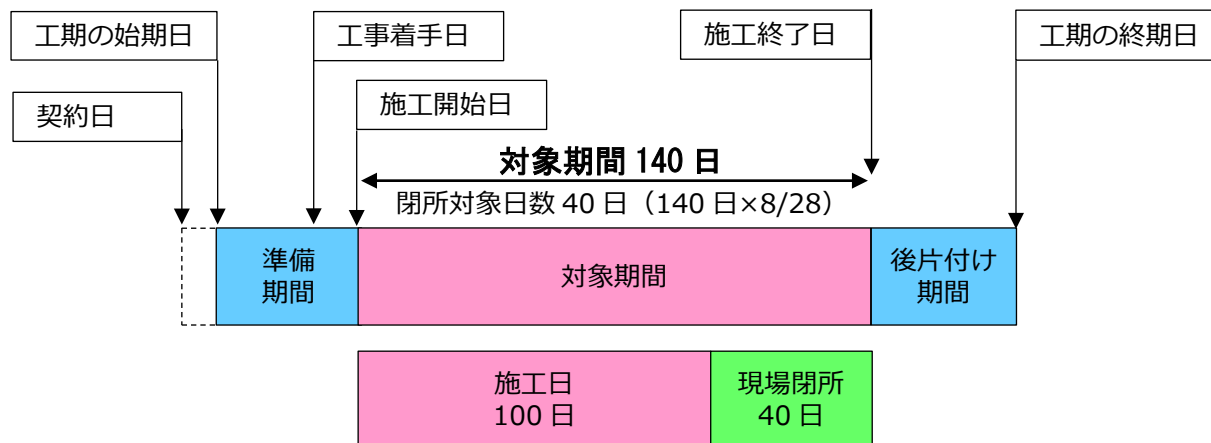 工期の始期日
工事着手日
施工終了日
工期の終期日
契約日
施工開始日
対象期間 140 日
閉所対象日数 40 日（140 日×8/28）
準備
期間
対象期間
後片付け
期間
施工日
100 日
現場閉所
40 日